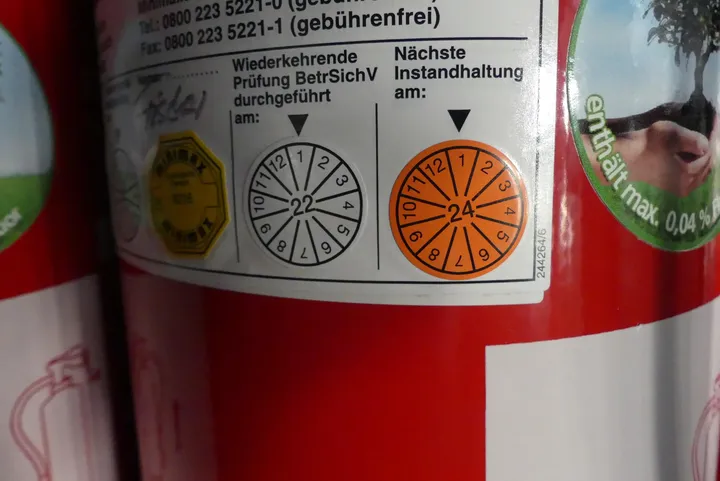 Tel.: 0800 223 5221-0 (gebührenfrei)
Fax: 0800 223 5221-1 (gebührenfrei)
Wiederkehrende
Prüfung BetrSichV
durchgeführt
am:
Nächste
Instandhaltung
am:
minimax
minimax
1 2 3 4 5 6 7 8 9 10 11 12
22
1 2 3 4 5 6 7 8 9 10 11 12
24
244264/6
enthält max. 0,04 %